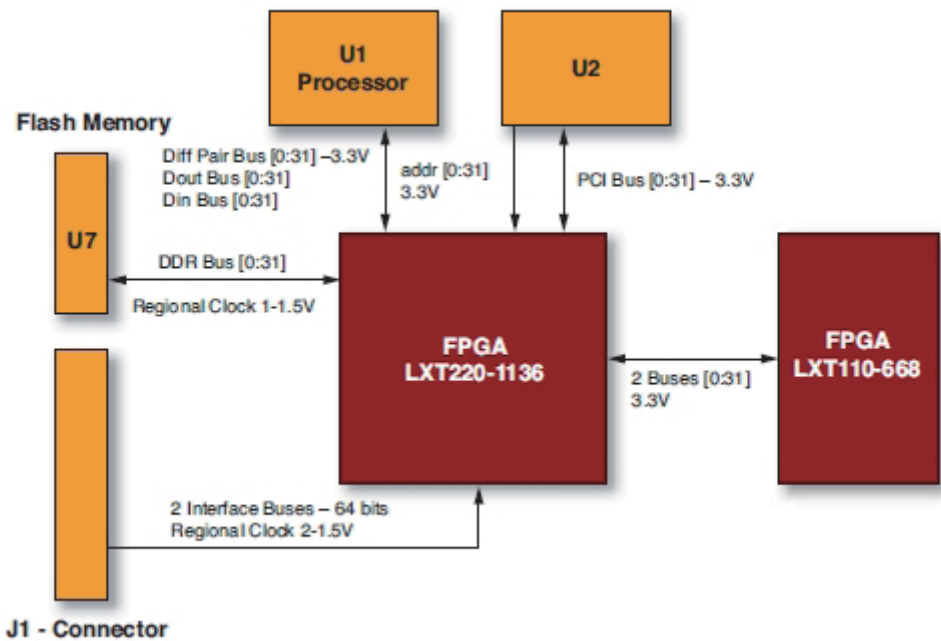 U1
Processor
U2
Flash Memory
Diff Pair Bus [0:31] –3.3V
Dout Bus [0:31]
Din Bus [0:31]
addr [0:31]
3.3V
PCI Bus [0:31] – 3.3V
U7
DDR Bus [0:31]
Regional Clock 1-1.5V
FPGA
LXT220-1136
2 Buses [0:31]
3.3V
FPGA
LXT110-668
2 Interface Buses – 64 bits
Regional Clock 2-1.5V
J1 - Connector